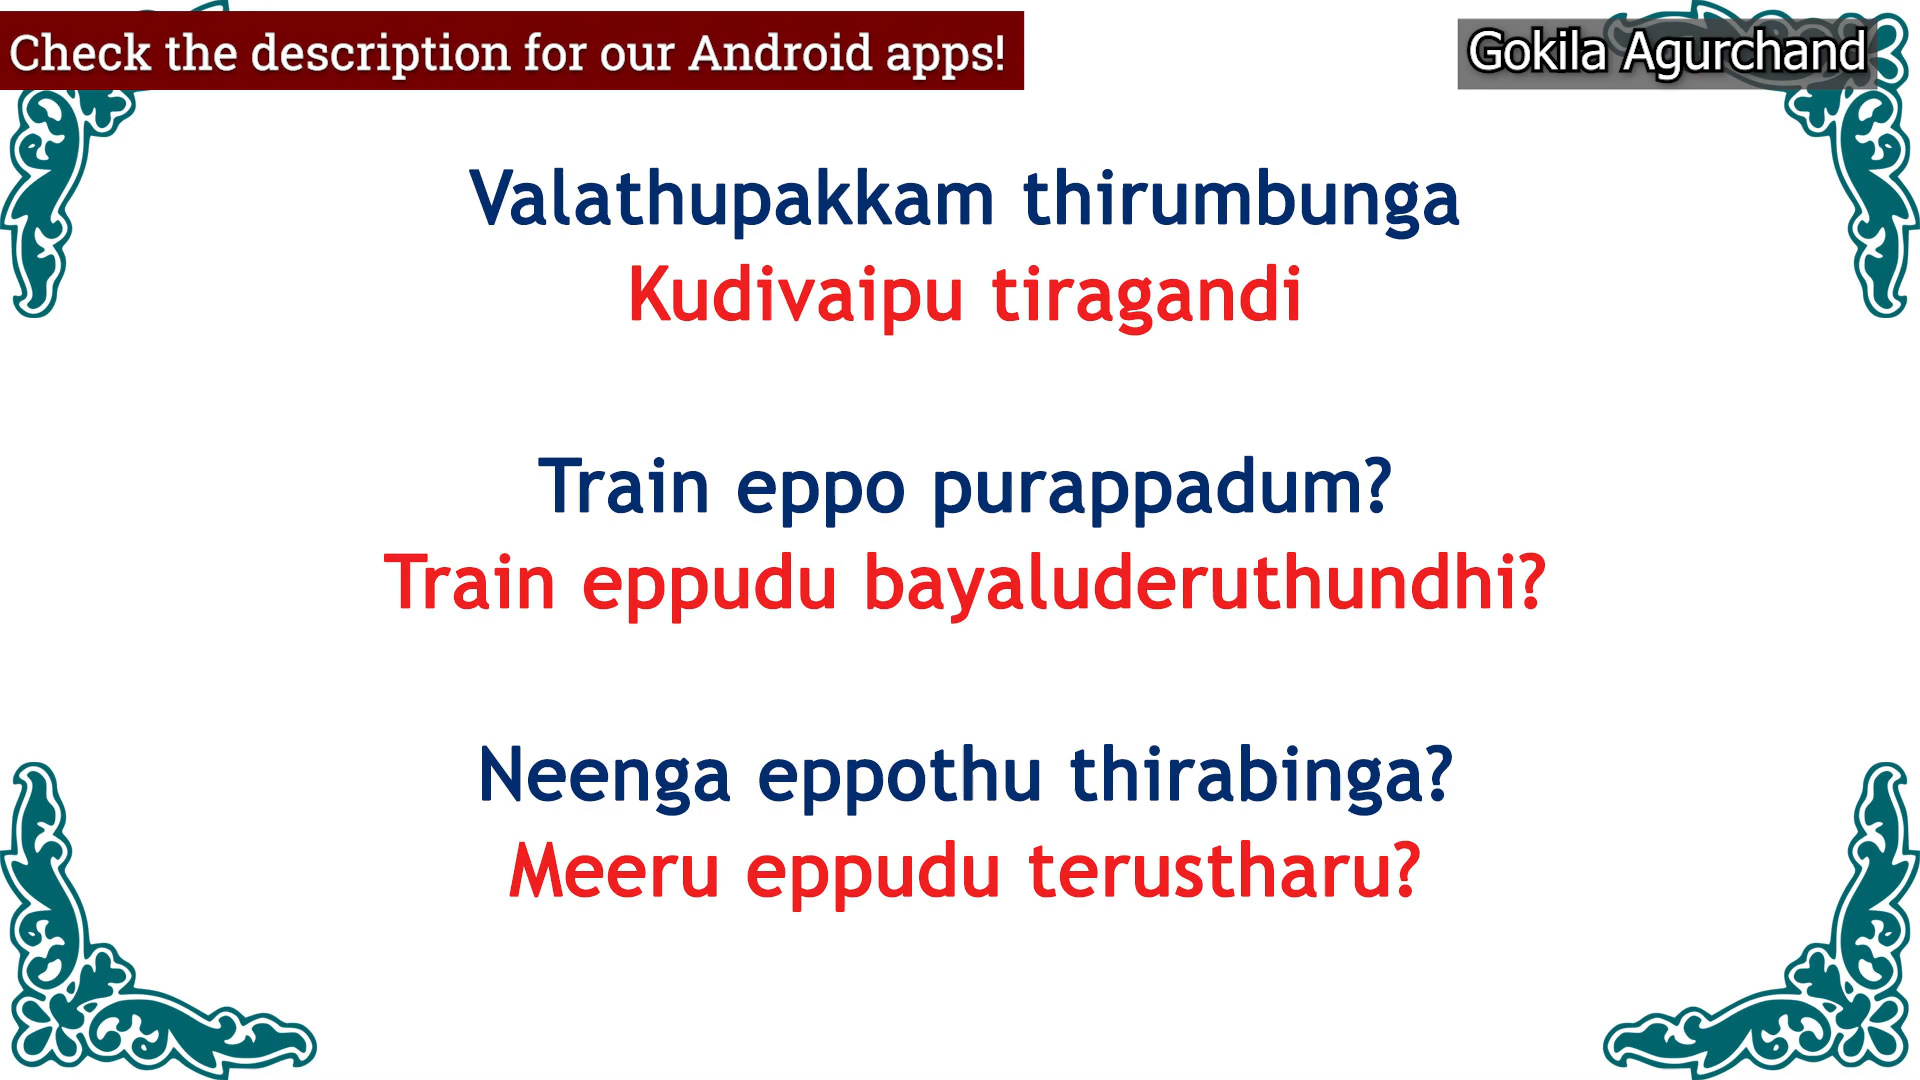 Check the description for our Android apps!
Gokila Agurchand
Valathupakkam thirumbunga
Kudivaipu tiragandi
Train eppo purappadum?
Train eppudu bayaluderuthundhi?
Neenga eppothu thirabinga?
Meeru eppudu terustharu?